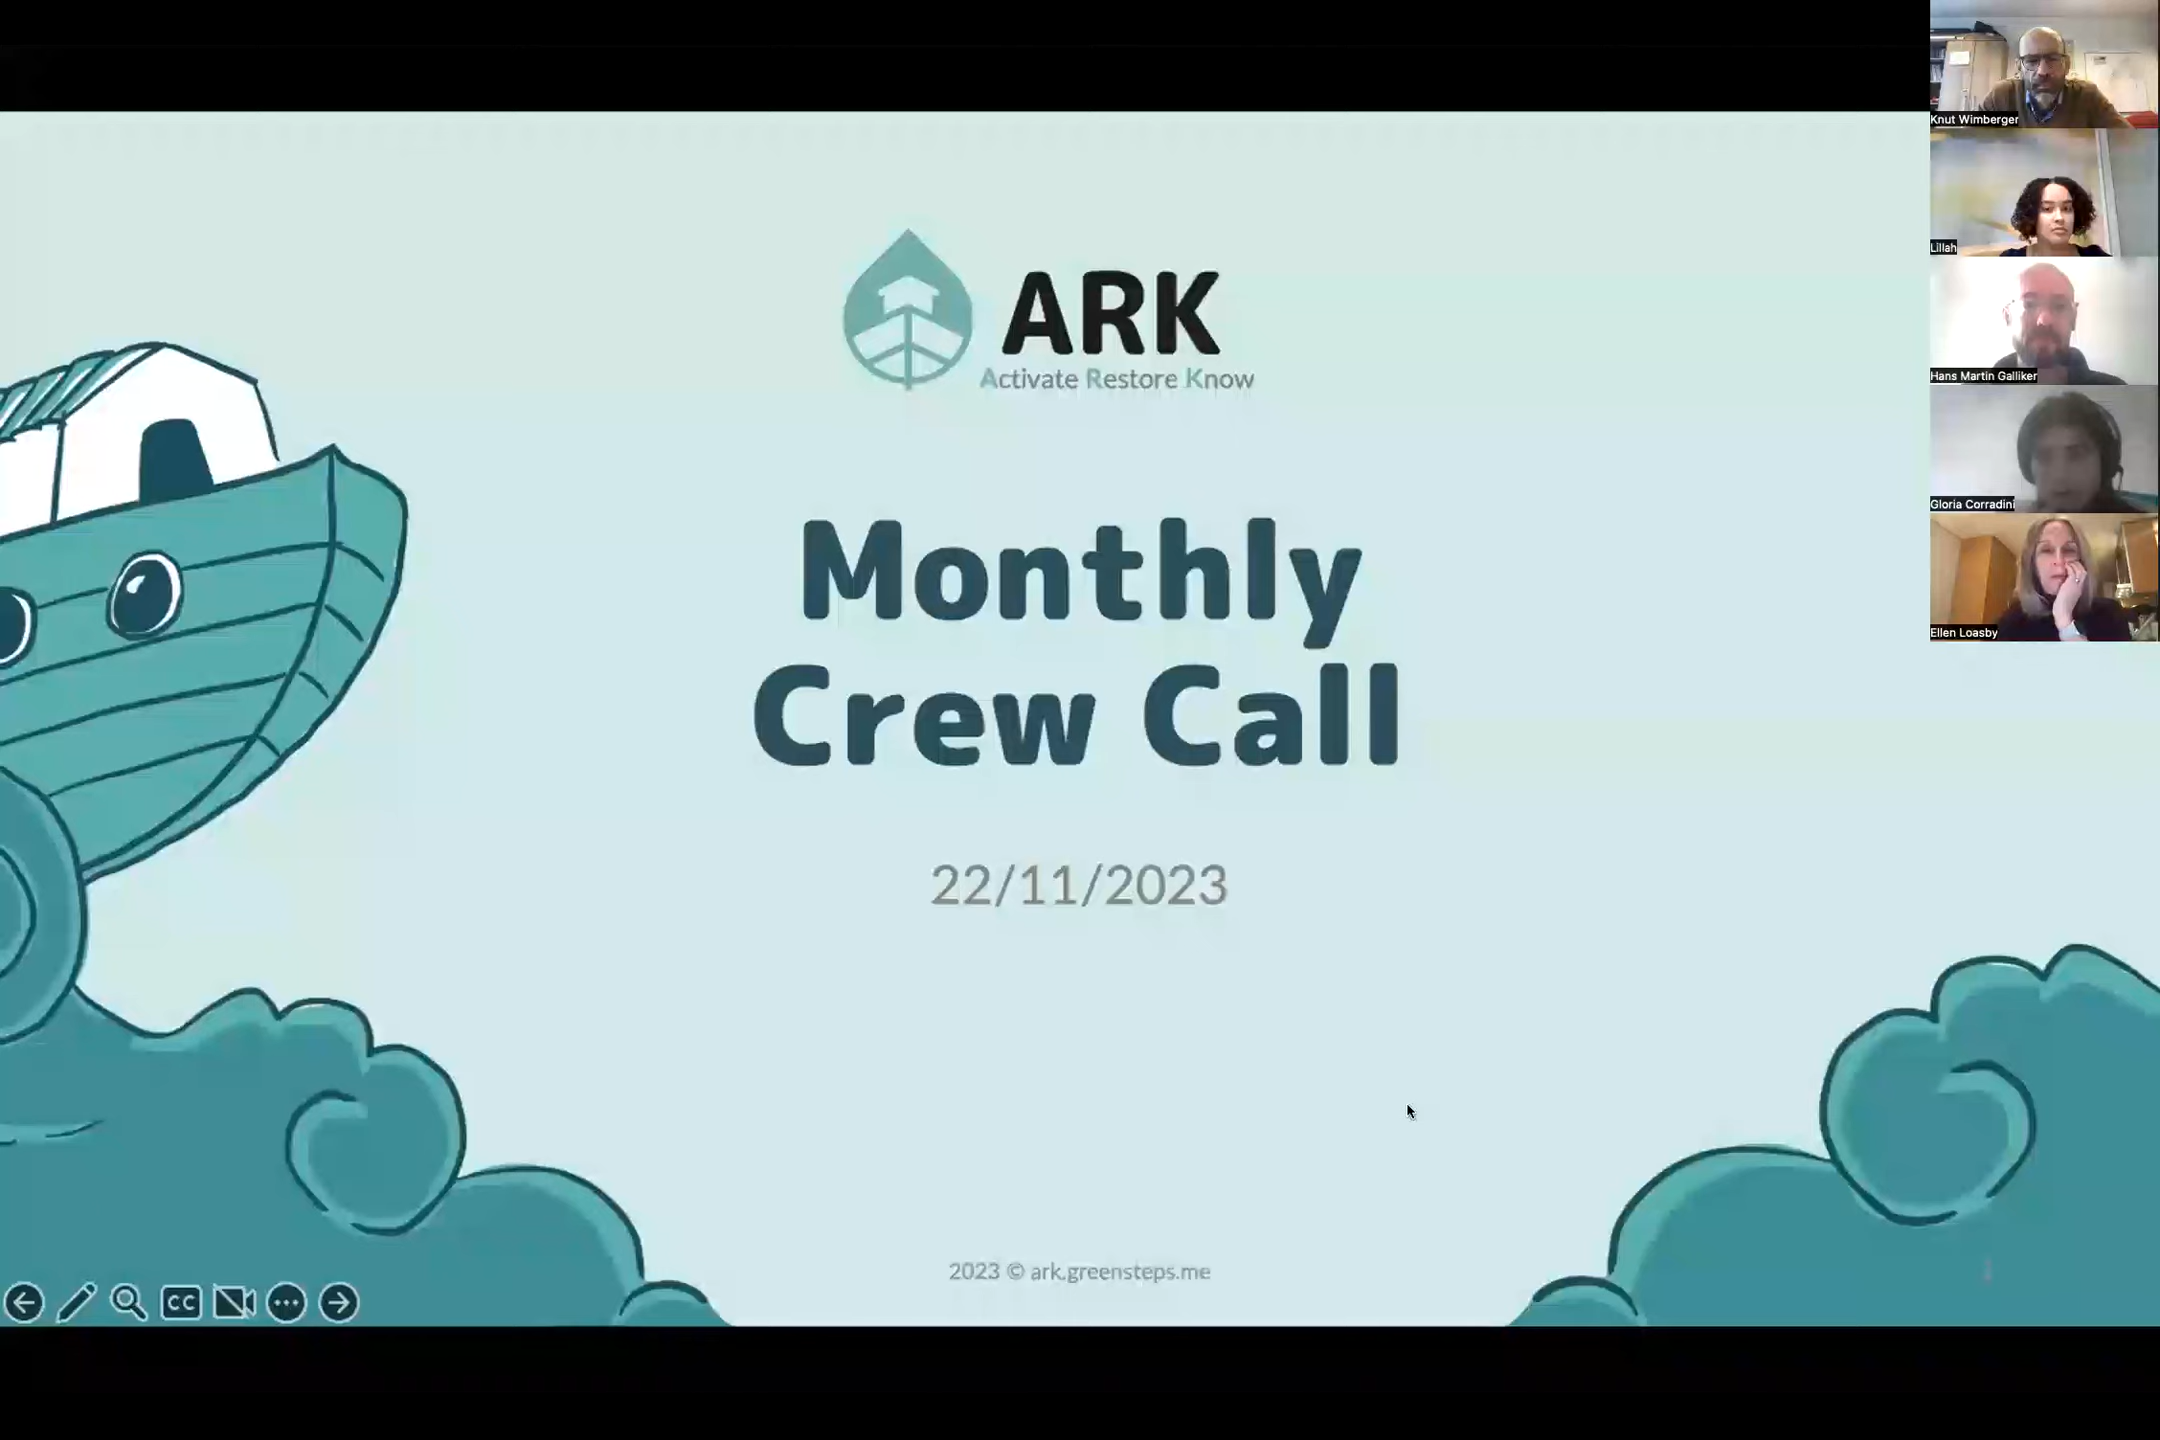 ARK
Activate Restore Know
Monthly
Crew Call
22/11/2023
2023 © ark.greensteps.me
CC
Knut Wimberger
Lillah
Hans Martin Galliker
Gloria Corradini
Ellen Loasby